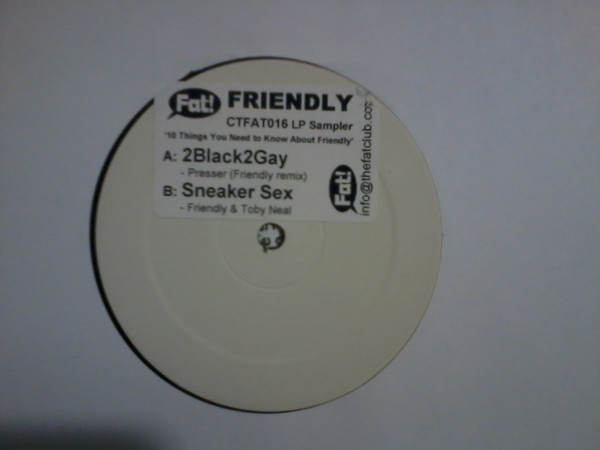 Fat! FRIENDLY
CTFAT016 LP Sampler
'10 Things You Need to Know About Friendly'
A: 2Black2Gay
- Presser (Friendly remix)
B: Sneaker Sex
- Friendly & Toby Neal
Fat!
info@thefatclub.com